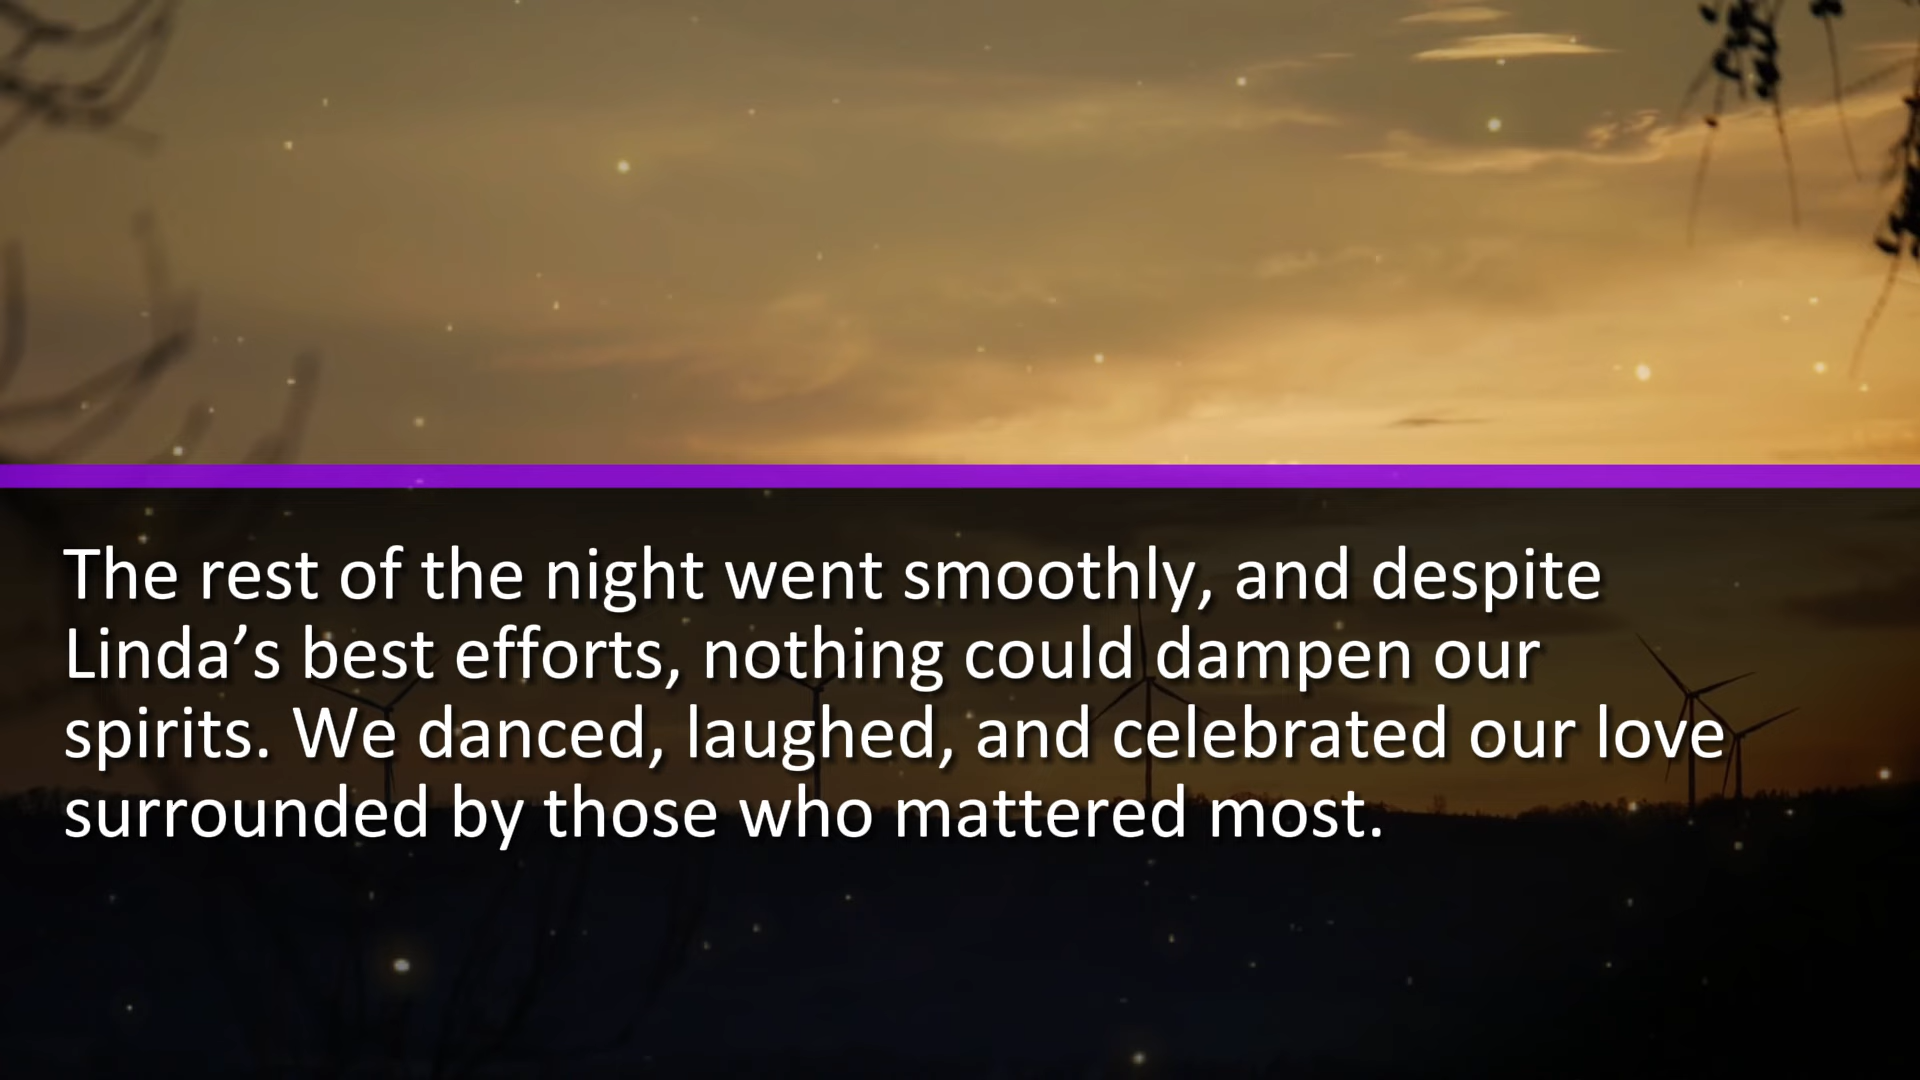 The rest of the night went smoothly, and despite
Linda’s best efforts, nothing could dampen our
spirits. We danced, laughed, and celebrated our love
surrounded by those who mattered most.